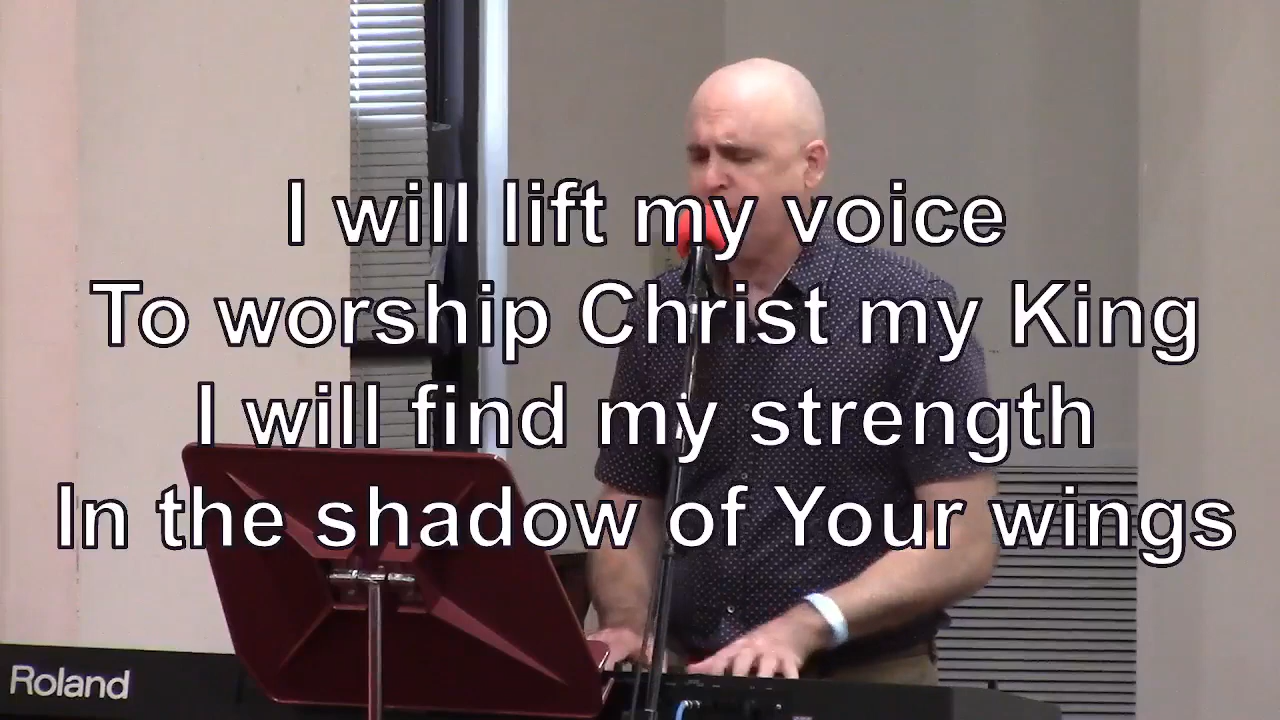 I will lift my voice
To worship Christ my King
I will find my strength
In the shadow of Your wings
Roland